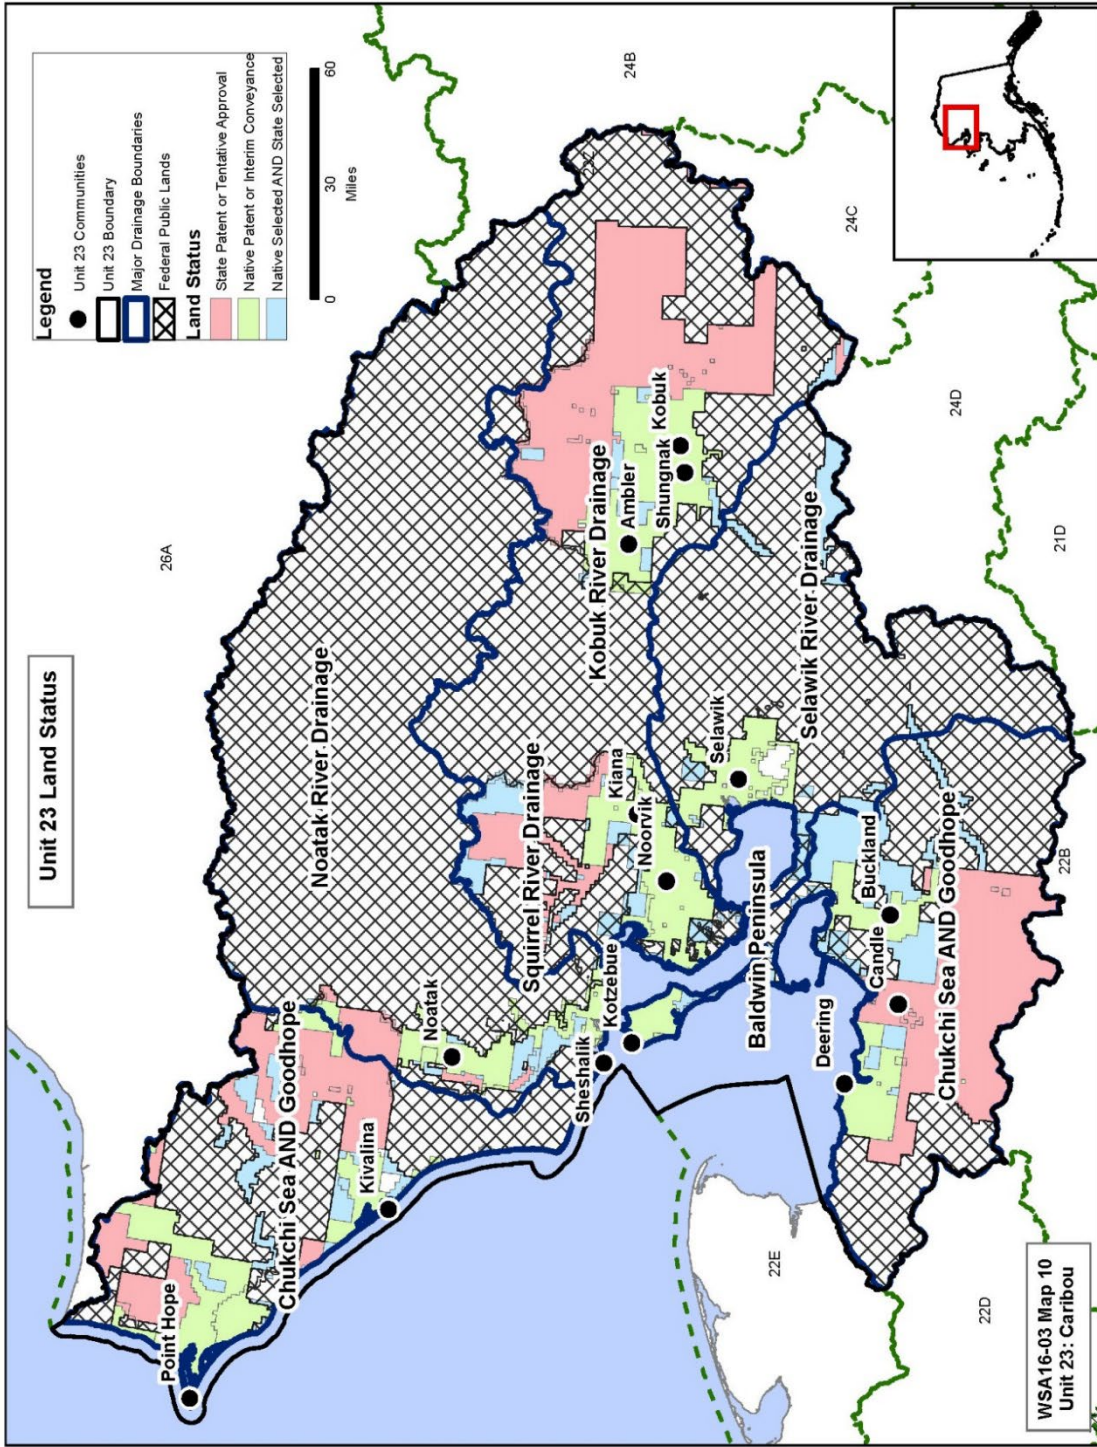 Unit 23 Land Status
Legend
Unit 23 Communities
Unit 23 Boundary
Major Drainage Boundaries
Federal Public Lands
Land Status
State Patent or Tentative Approval
Native Patent or Interim Conveyance
Native Selected AND State Selected
0
30
60
Miles
26A
24B
23Z
24C
24D
21D
22B
22D
22E
Point Hope
Chukchi Sea AND Goodhope
Kivalina
Noatak
Noatak River Drainage
Squirrel River Drainage
Sheshalik
Kotzebue
Kiana
Noorvik
Kobuk River Drainage
Ambler
Shungnak
Kobuk
Selawik
Selawik River Drainage
Baldwin Peninsula
Deering
Candle
Buckland
Chukchi Sea AND Goodhope
WSA16-03 Map 10
Unit 23: Caribou